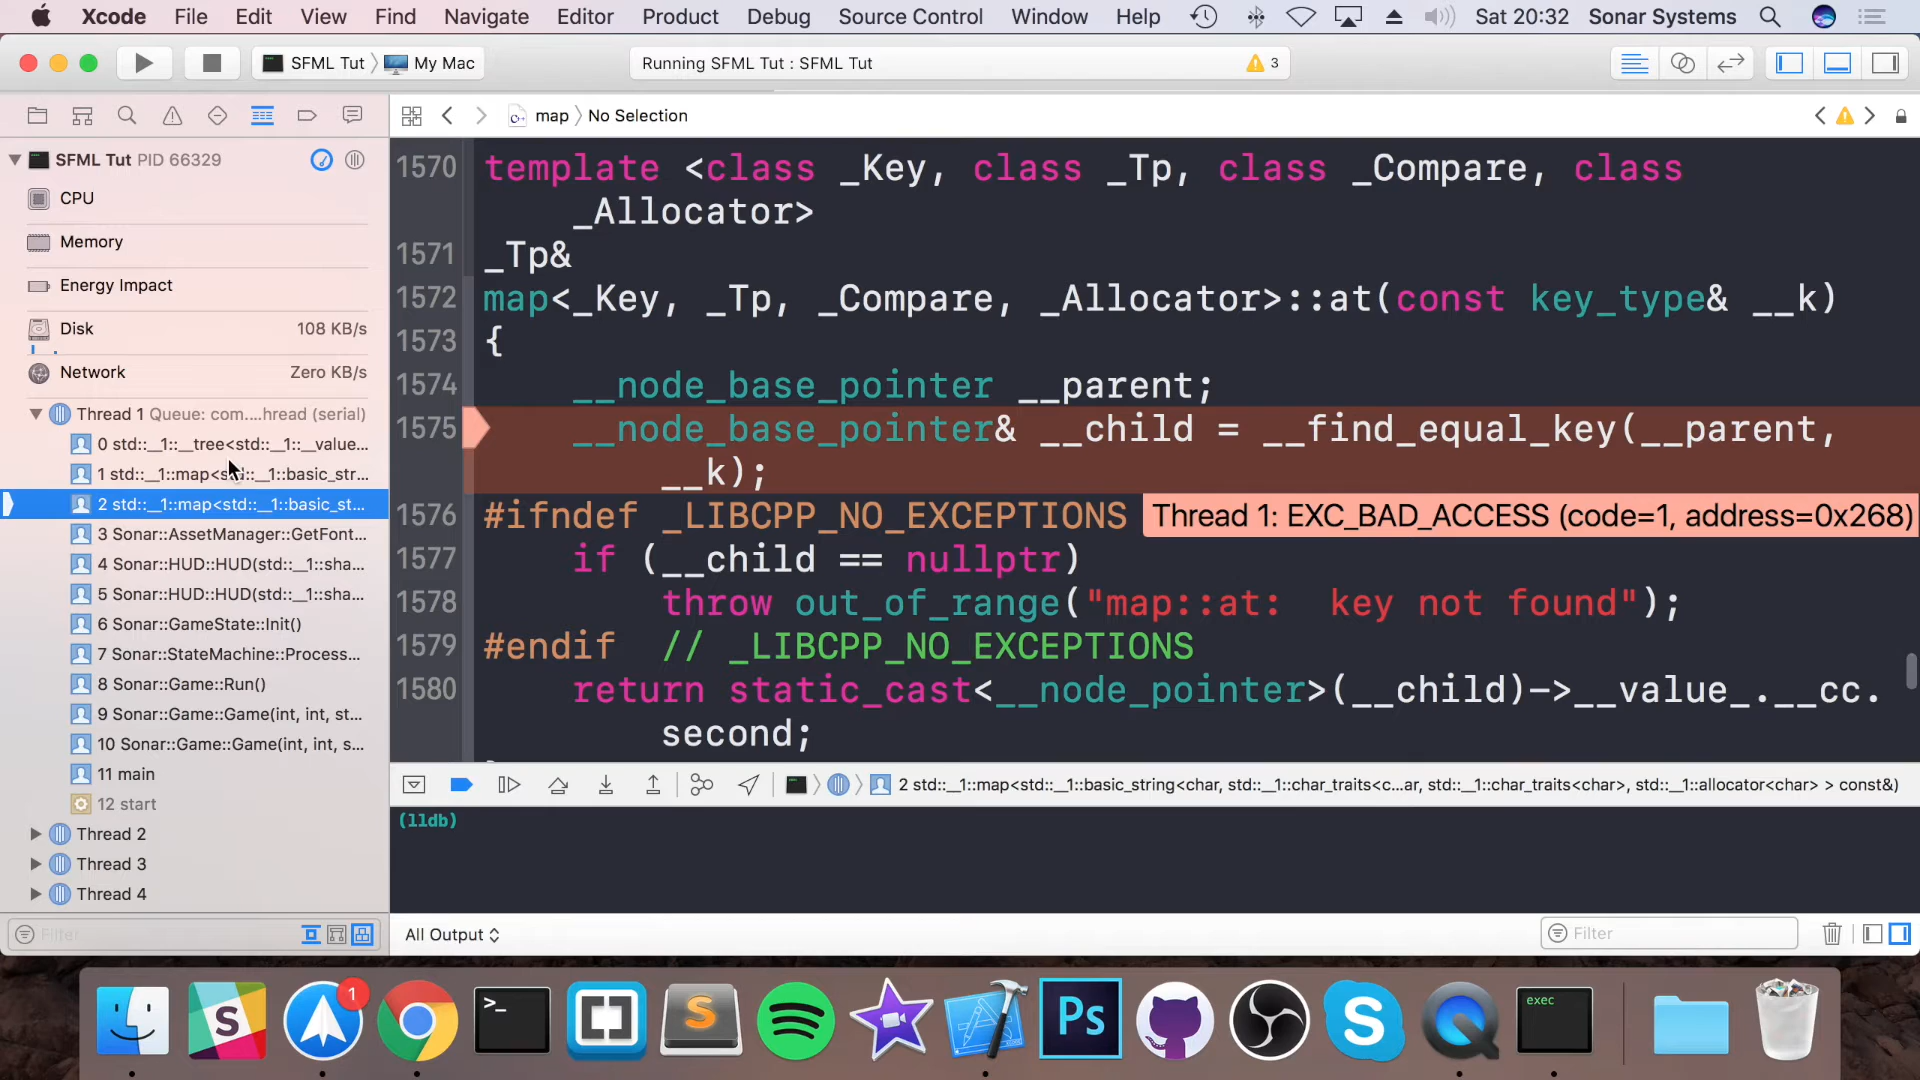 Xcode File Edit View Find Navigate Editor Product Debug Source Control Window Help Sat 20:32 Sonar Systems
SFML Tut My Mac Running SFML Tut : SFML Tut 3
map No Selection
SFML Tut PID 66329
CPU
Memory
Energy Impact
Disk 108 KB/s
Network Zero KB/s
Thread 1 Queue: com....hread (serial)
0 std::__1::__tree<std::__1::__value...
1 std::__1::map<std::__1::basic_str...
2 std::__1::map<std::__1::basic_st...
3 Sonar::AssetManager::GetFont...
4 Sonar::HUD::HUD(std::__1::sha...
5 Sonar::HUD::HUD(std::__1::sha...
6 Sonar::GameState::Init()
7 Sonar::StateMachine::Process...
8 Sonar::Game::Run()
9 Sonar::Game::Game(int, int, st...
10 Sonar::Game::Game(int, int, s...
11 main
12 start
Thread 2
Thread 3
Thread 4
Filter
1570 template <class _Key, class _Tp, class _Compare, class
_Allocator>
1571 _Tp&
1572 map<_Key, _Tp, _Compare, _Allocator>::at(const key_type& __k)
1573 {
1574 __node_base_pointer __parent;
1575 __node_base_pointer& __child = __find_equal_key(__parent,
__k);
1576 #ifndef _LIBCPP_NO_EXCEPTIONS Thread 1: EXC_BAD_ACCESS (code=1, address=0x268)
1577 if (__child == nullptr)
1578 throw out_of_range("map::at:  key not found");
1579 #endif  // _LIBCPP_NO_EXCEPTIONS
1580 return static_cast<__node_pointer>(__child)->__value_.__cc.
second;
2 std::__1::map<std::__1::basic_string<char, std::__1::char_traits<c...ar, std::__1::char_traits<char>, std::__1::allocator<char> > const&)
(lldb)
All Output Filter
1
S
>_
S
Ps
S
exec